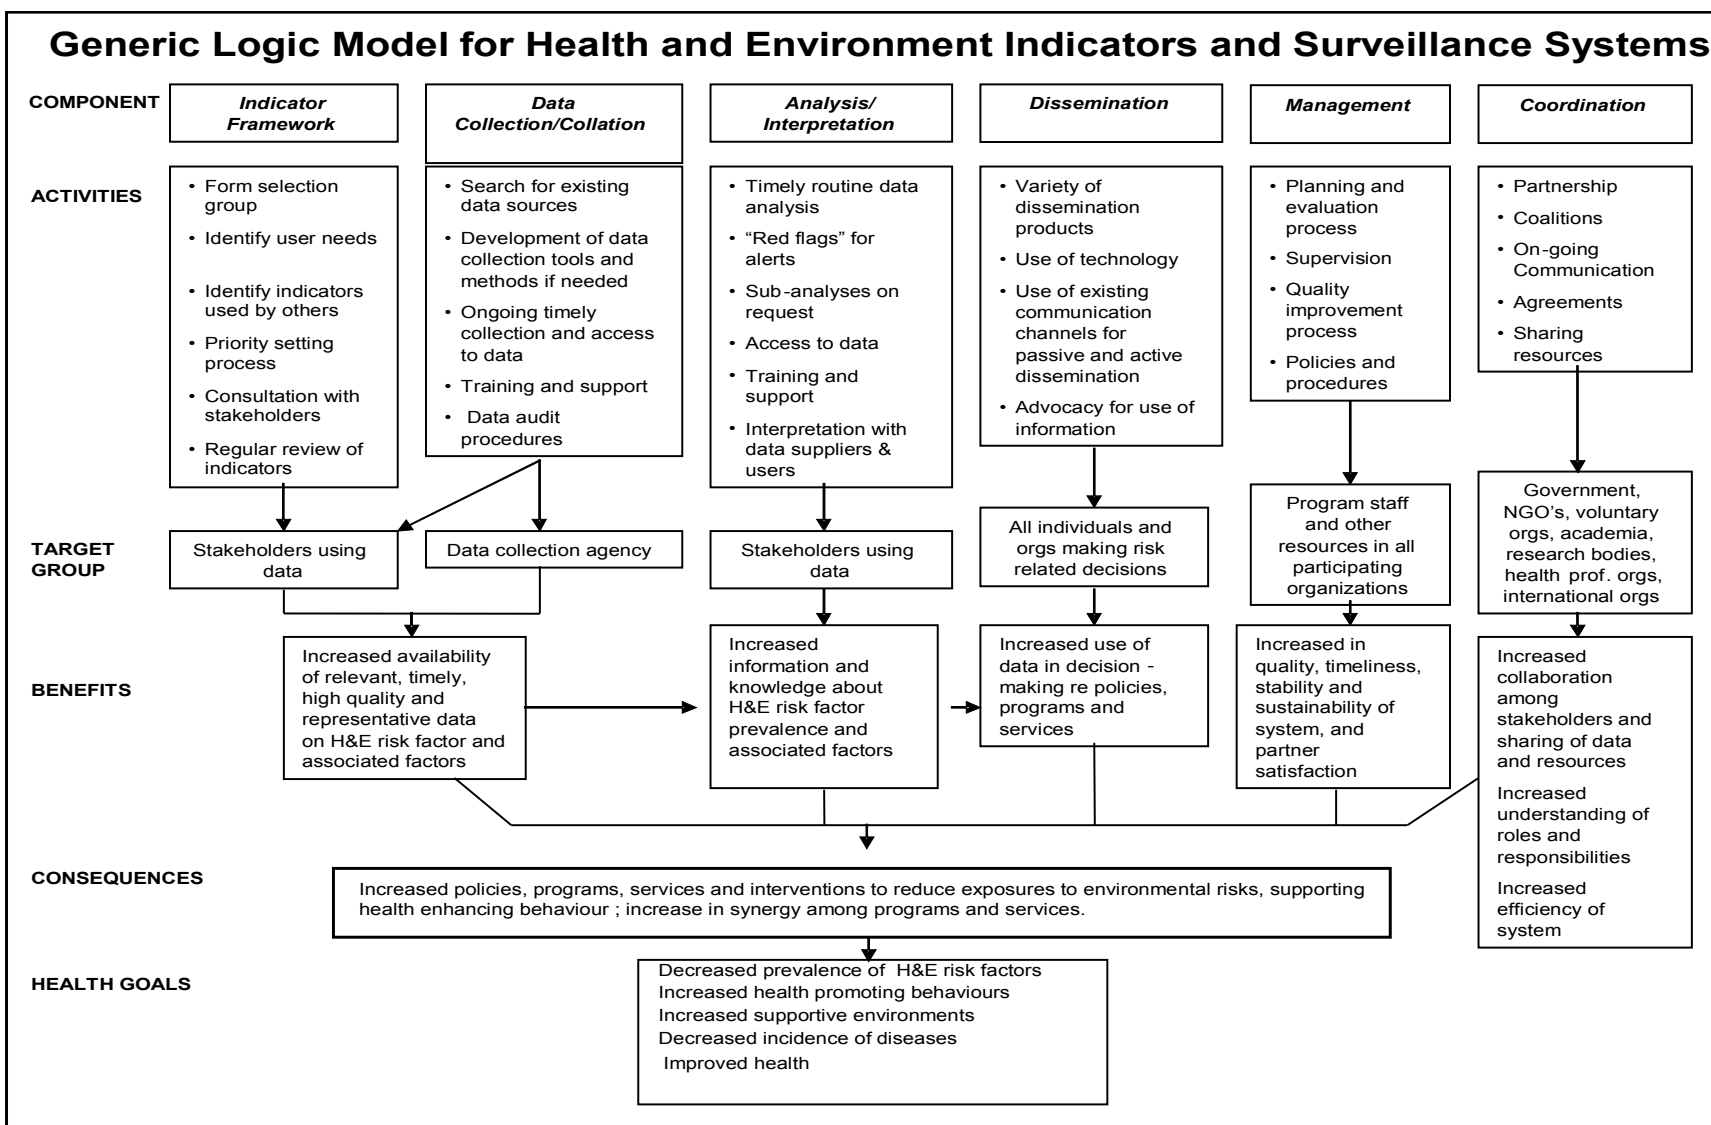 Generic Logic Model for Health and Environment Indicators and Surveillance Systems
COMPONENT
Indicator
Framework
Data
Collection/Collation
Analysis/
Interpretation
Dissemination
Management
Coordination
ACTIVITIES
• Form selection
group
• Identify user needs
• Identify indicators
used by others
• Priority setting
process
• Consultation with
stakeholders
• Regular review of
indicators
• Search for existing
data sources
• Development of data
collection tools and
methods if needed
• Ongoing timely
collection and access
to data
• Training and support
• Data audit
procedures
• Timely routine data
analysis
• “Red flags” for
alerts
• Sub-analyses on
request
• Access to data
• Training and
support
• Interpretation with
data suppliers &
users
• Variety of
dissemination
products
• Use of technology
• Use of existing
communication
channels for
passive and active
dissemination
• Advocacy for use of
information
• Planning and
evaluation
process
• Supervision
• Quality
improvement
process
• Policies and
procedures
• Partnership
• Coalitions
• On-going
Communication
• Agreements
• Sharing
resources
TARGET
GROUP
Stakeholders using
data
Data collection agency
Stakeholders using
data
All individuals and
orgs making risk
related decisions
Program staff
and other
resources in all
participating
organizations
Government,
NGO’s, voluntary
orgs, academia,
research bodies,
health prof. orgs,
international orgs
BENEFITS
Increased availability
of relevant, timely,
high quality and
representative data
on H&E risk factor and
associated factors
Increased
information and
knowledge about
H&E risk factor
prevalence and
associated factors
Increased use of
data in decision -
making re policies,
programs and
services
Increased in
quality, timeliness,
stability and
sustainability of
system, and
partner
satisfaction
Increased
collaboration
among
stakeholders and
sharing of data
and resources
Increased
understanding of
roles and
responsibilities
Increased
efficiency of
system
CONSEQUENCES
Increased policies, programs, services and interventions to reduce exposures to environmental risks, supporting
health enhancing behaviour ; increase in synergy among programs and services.
HEALTH GOALS
Decreased prevalence of H&E risk factors
Increased health promoting behaviours
Increased supportive environments
Decreased incidence of diseases
Improved health